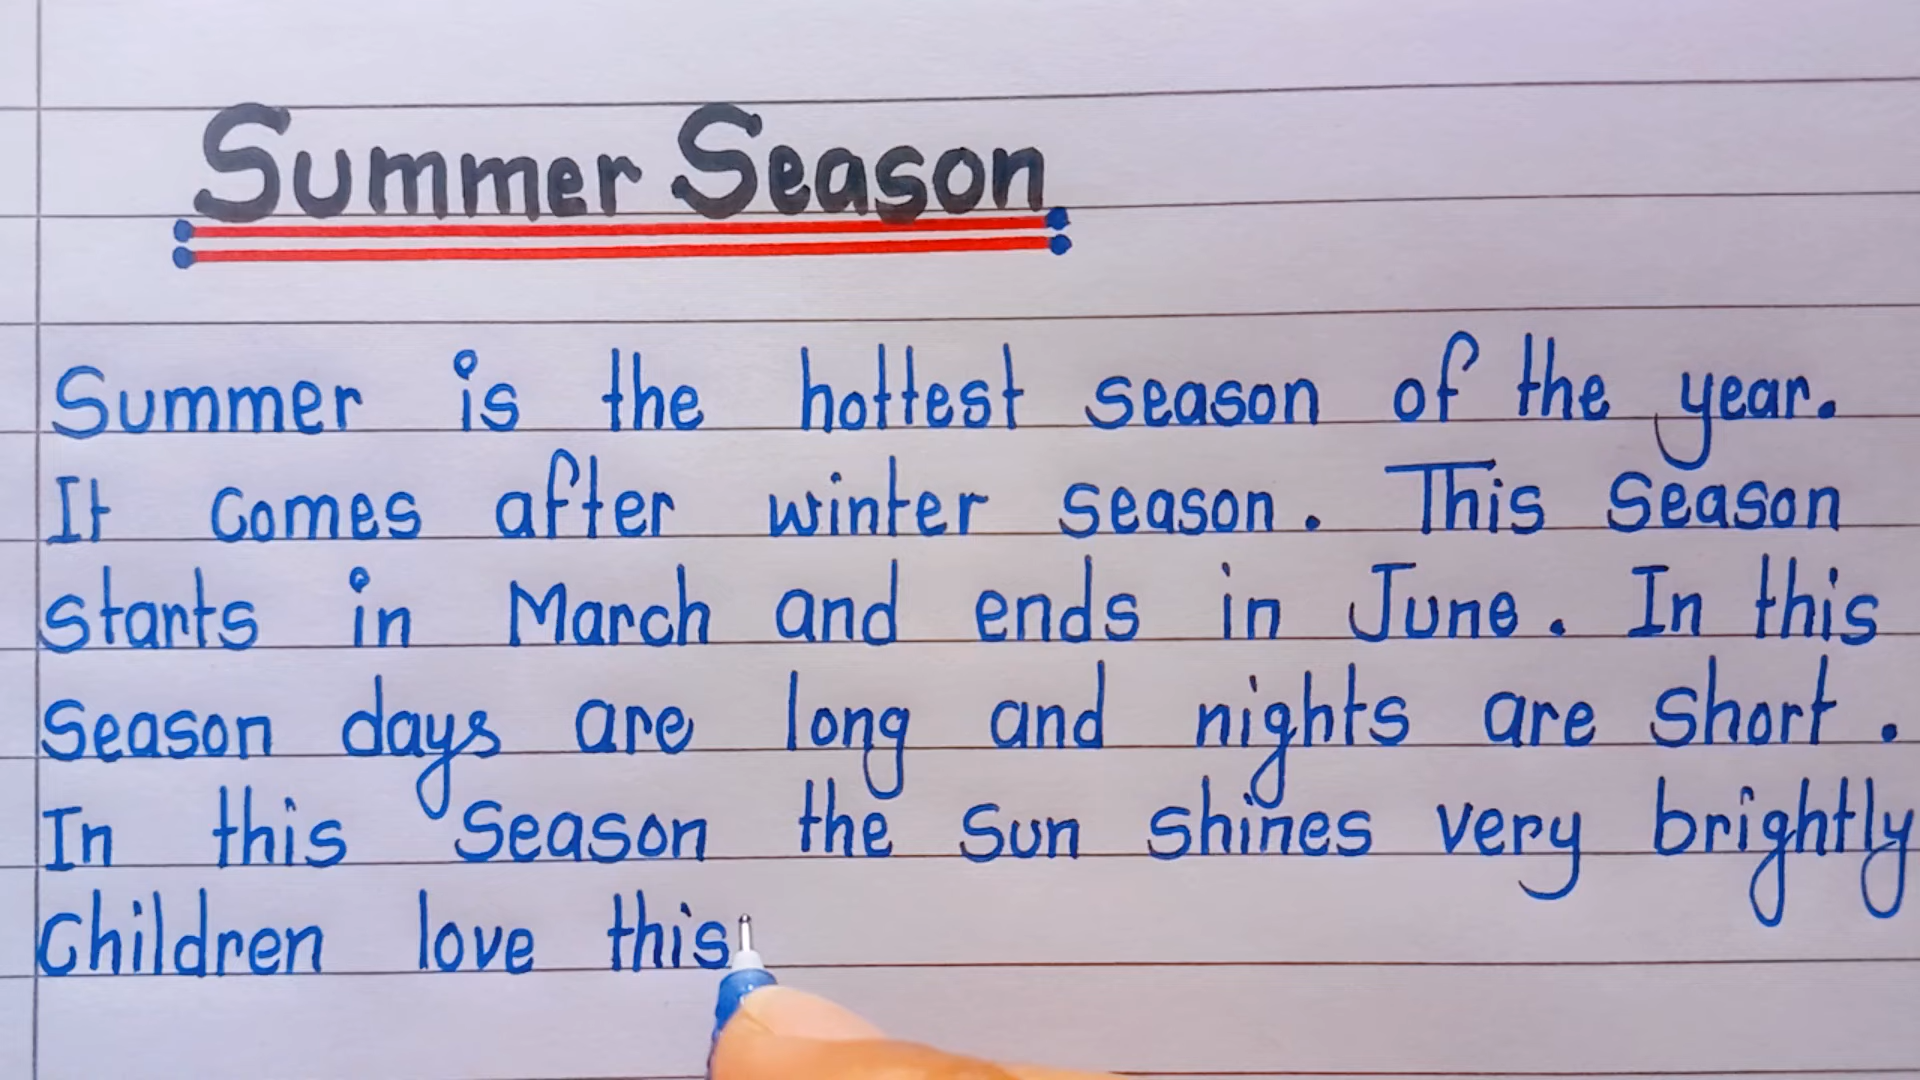 Summer Season
Summer is the hottest season of the year.
It comes after winter season. This Season
starts in March and ends in June. In this
Season days are long and nights are short.
In this Season the Sun shines very brightly
Children love this